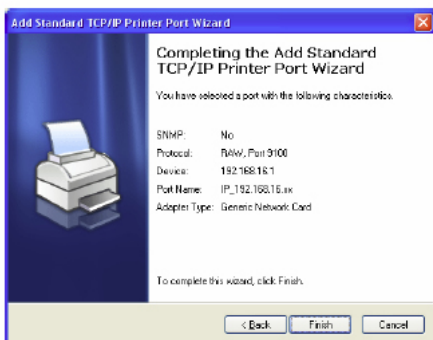 Add Standard TCP/IP Printer Port Wizard
Completing the Add Standard
TCP/IP Printer Port Wizard
You have selected a port with the following characteristics.
SNMP: No
Protocol: RAW, Port 9100
Device: 192.168.16.1
Port Name: IP_192.168.16.xx
Adapter Type: Generic Network Card
To complete this wizard, click Finish.
< Back Finish Cancel